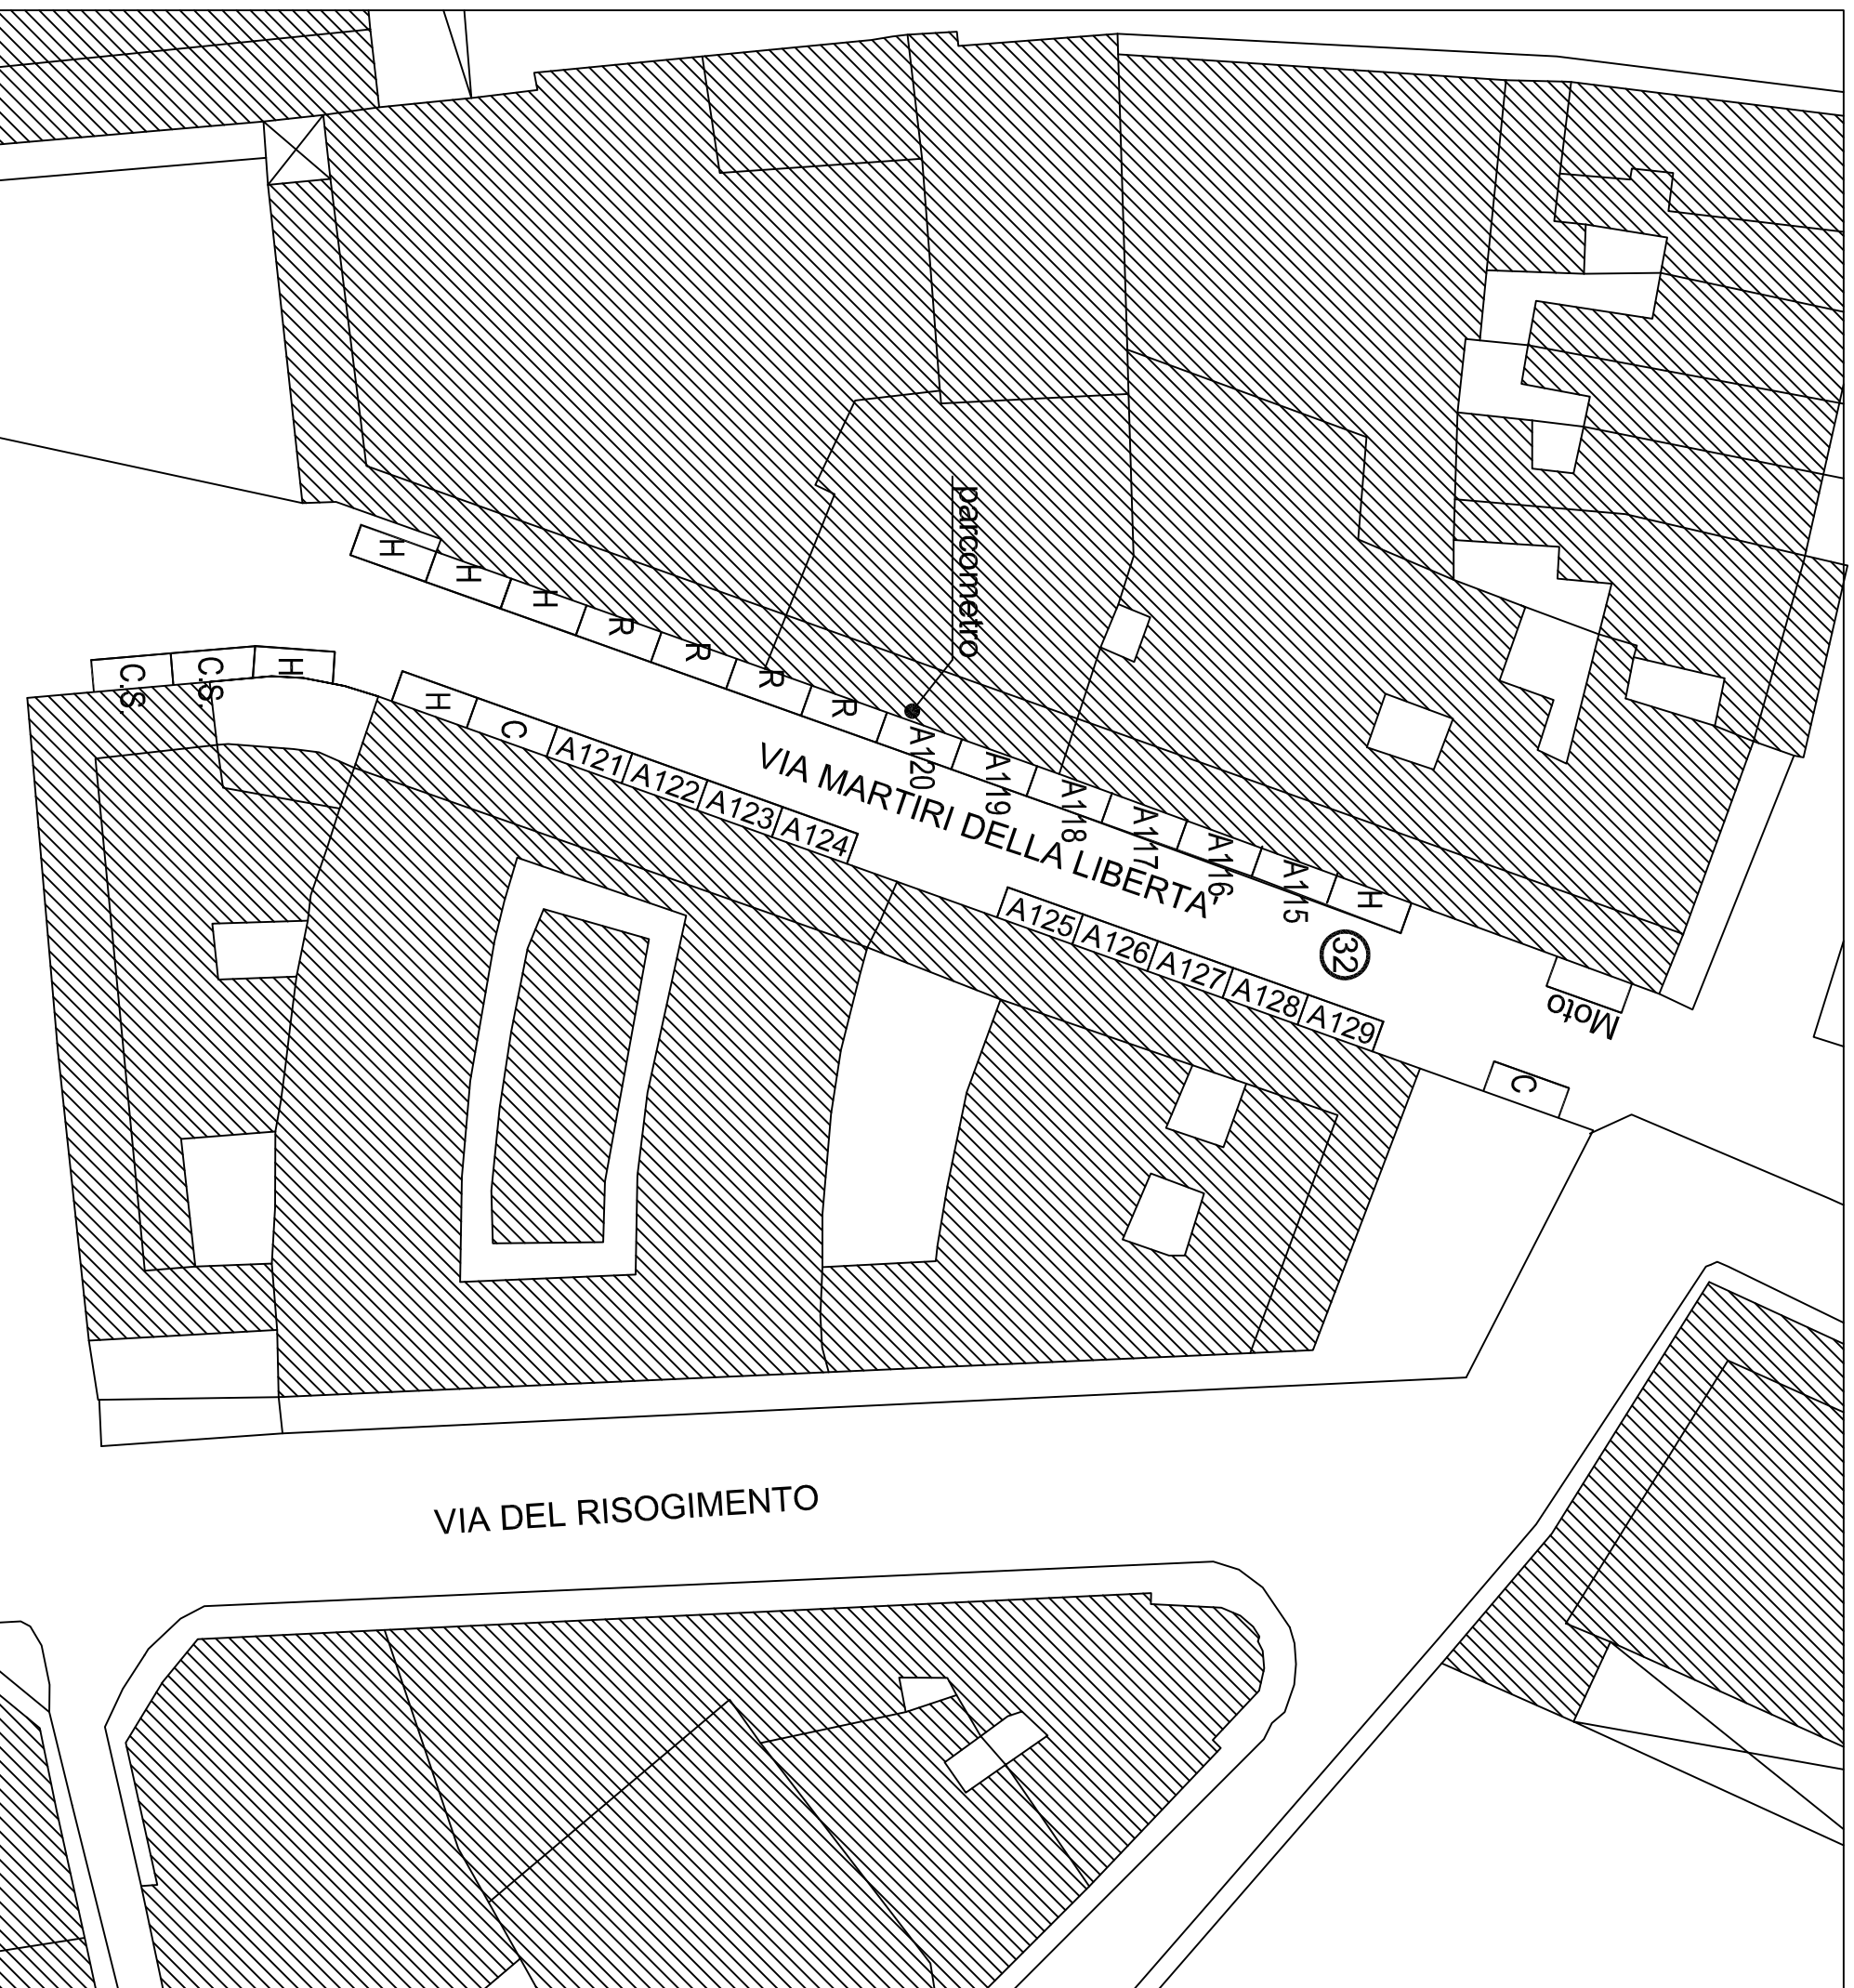 parcometro
H
H
H
R
R
R
R
A120
A119
A118
A117
A116
A115
H
C.S.
C.S.
H
H
C
A121
A122
A123
A124
VIA MARTIRI DELLA LIBERTA'
A125
A126
A127
A128
A129
32
Moto
C
VIA DEL RISOGIMENTO